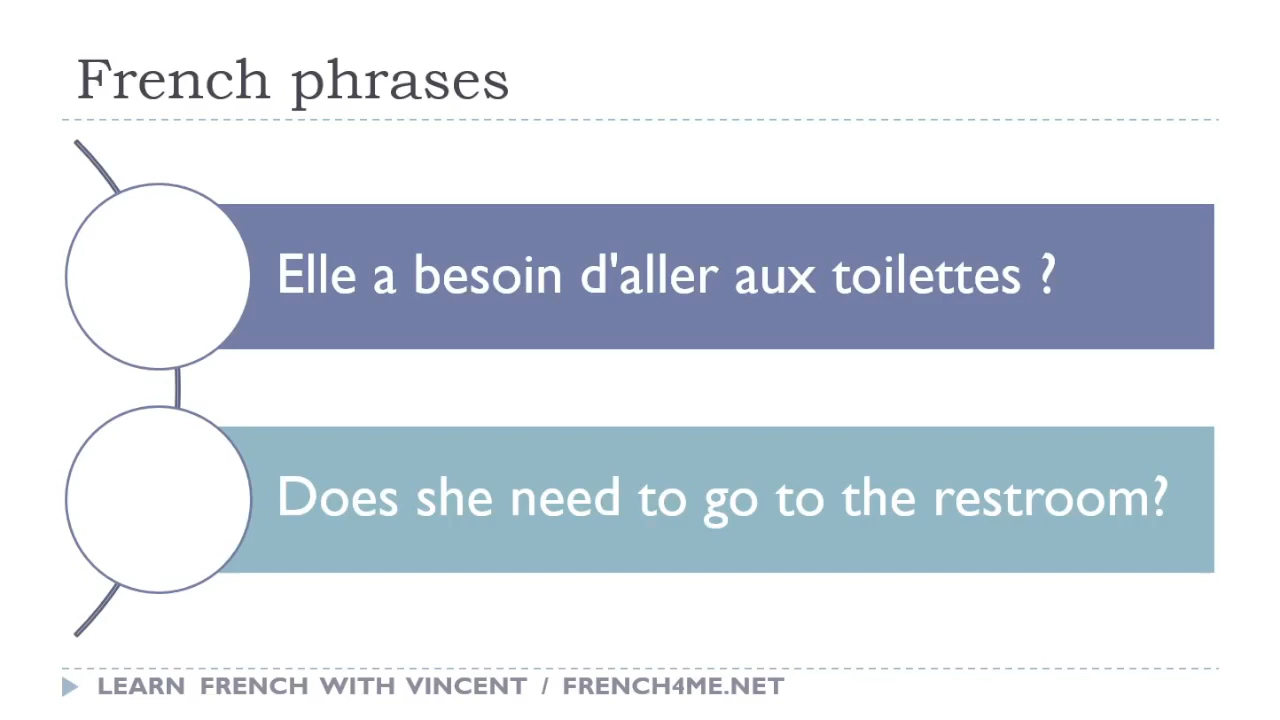 French phrases
Elle a besoin d'aller aux toilettes ?
Does she need to go to the restroom?
LEARN FRENCH WITH VINCENT / FRENCH4ME.NET